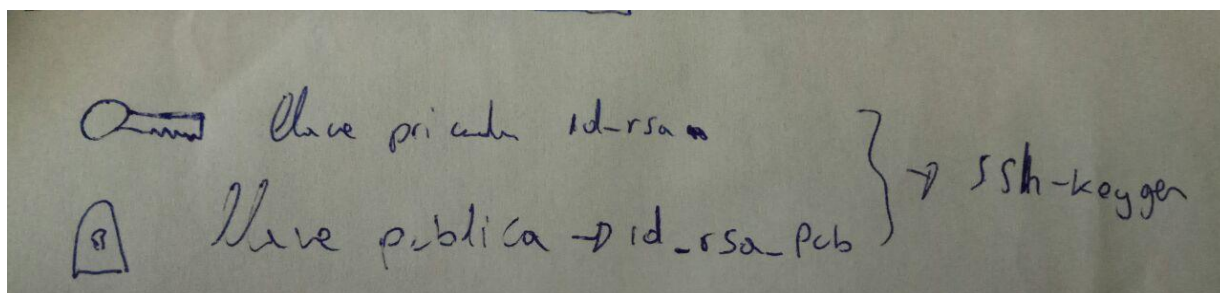 Llave privada id_rsa
Llave publica → id_rsa_pub
→ ssh-keygen